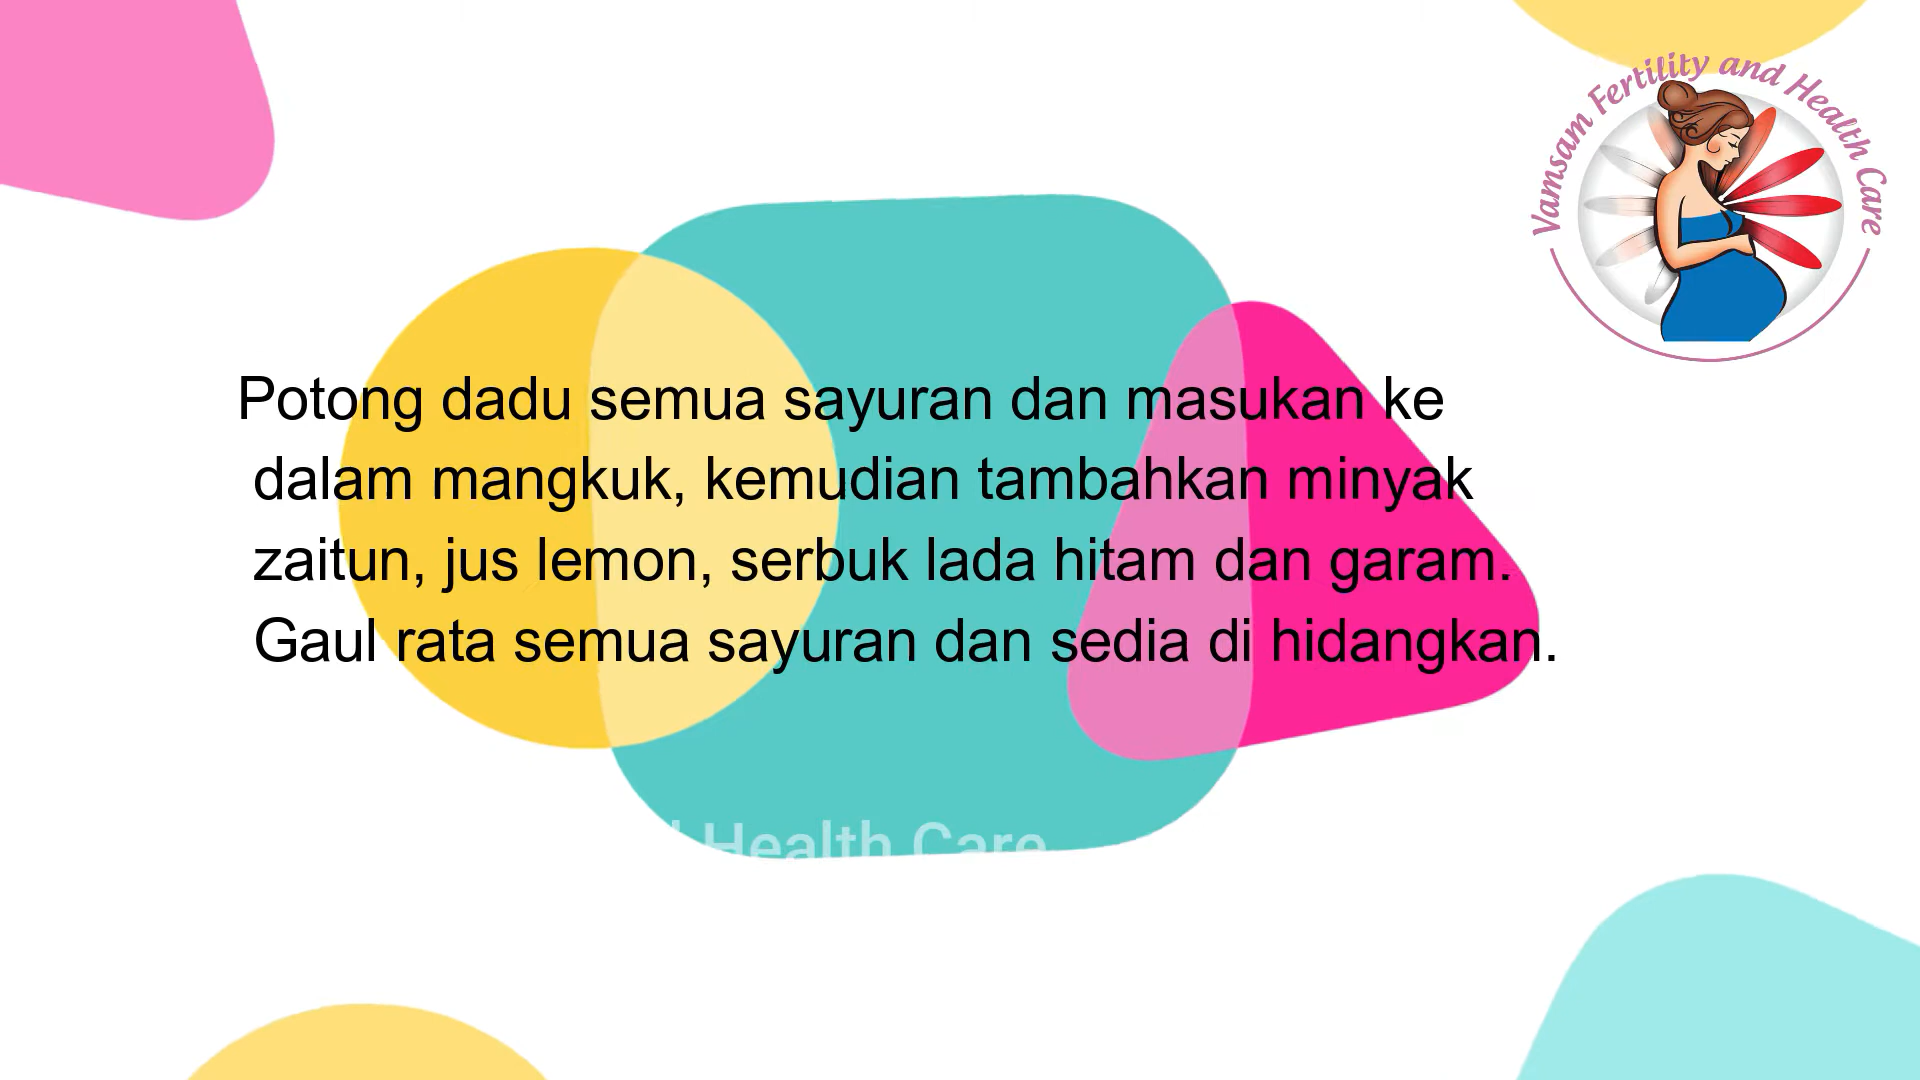 Vamsam Fertility and Health Care
Potong dadu semua sayuran dan masukan ke
dalam mangkuk, kemudian tambahkan minyak
zaitun, jus lemon, serbuk lada hitam dan garam.
Gaul rata semua sayuran dan sedia di hidangkan.
Health Care